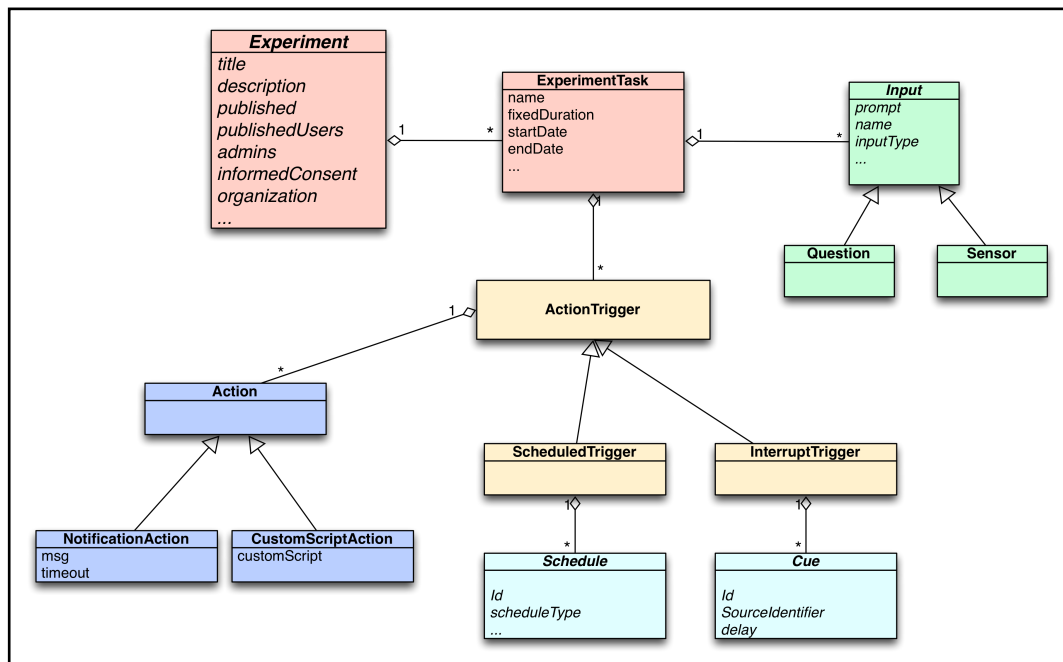 Experiment
title
description
published
publishedUsers
admins
informedConsent
organization
...
1
*
ExperimentTask
name
fixedDuration
startDate
endDate
...
1
*
Input
prompt
name
inputType
...
Question
Sensor
1
*
ActionTrigger
1
*
Action
NotificationAction
msg
timeout
CustomScriptAction
customScript
ScheduledTrigger
1
*
Schedule
Id
scheduleType
...
InterruptTrigger
1
*
Cue
Id
SourceIdentifier
delay